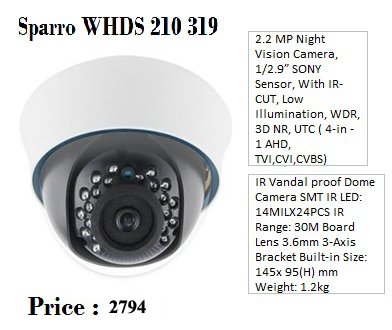 Sparro WHDS 210 319
2.2 MP Night
Vision Camera,
1/2.9” SONY
Sensor, With IR-
CUT, Low
Illumination, WDR,
3D NR, UTC ( 4-in -
1 AHD,
TVI,CVI,CVBS)
IR Vandal proof Dome
Camera SMT IR LED:
14MILX24PCS IR
Range: 30M Board
Lens 3.6mm 3-Axis
Bracket Built-in Size:
145x 95(H) mm
Weight: 1.2kg
Price : 2794